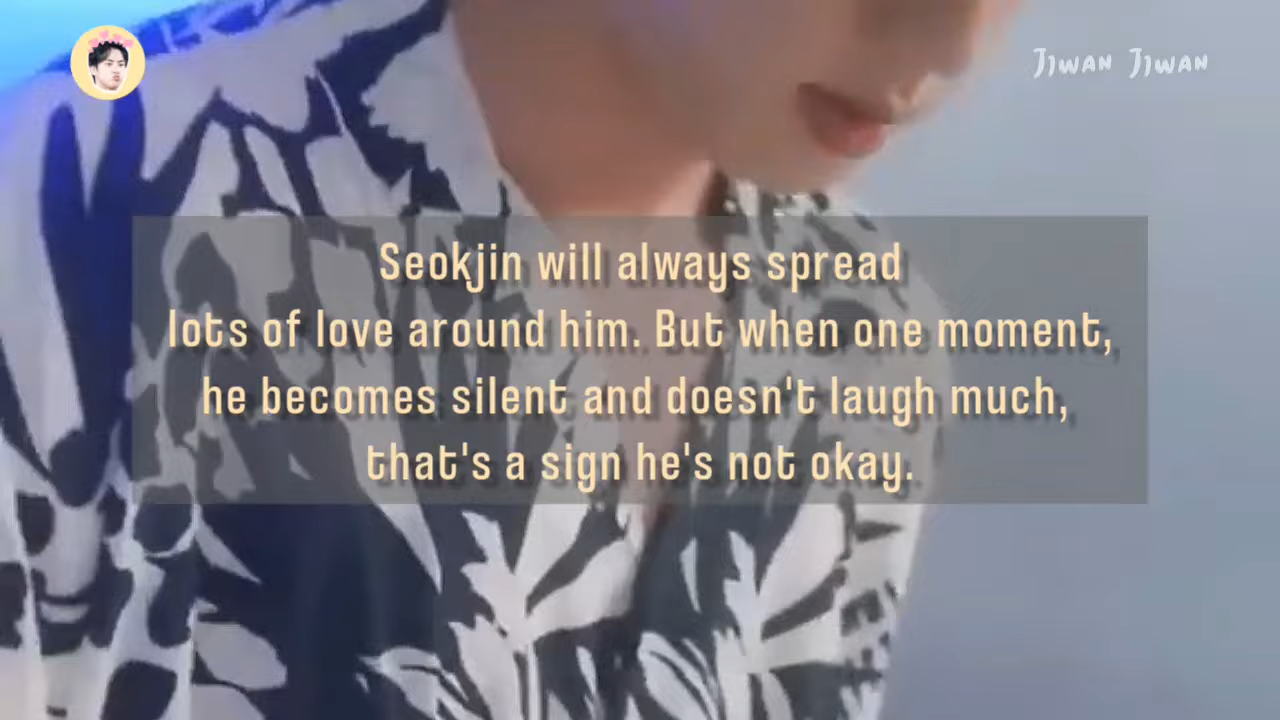 JIWAN JIWAN
Seokjin will always spread
lots of love around him. But when one moment,
he becomes silent and doesn't laugh much,
that's a sign he's not okay.